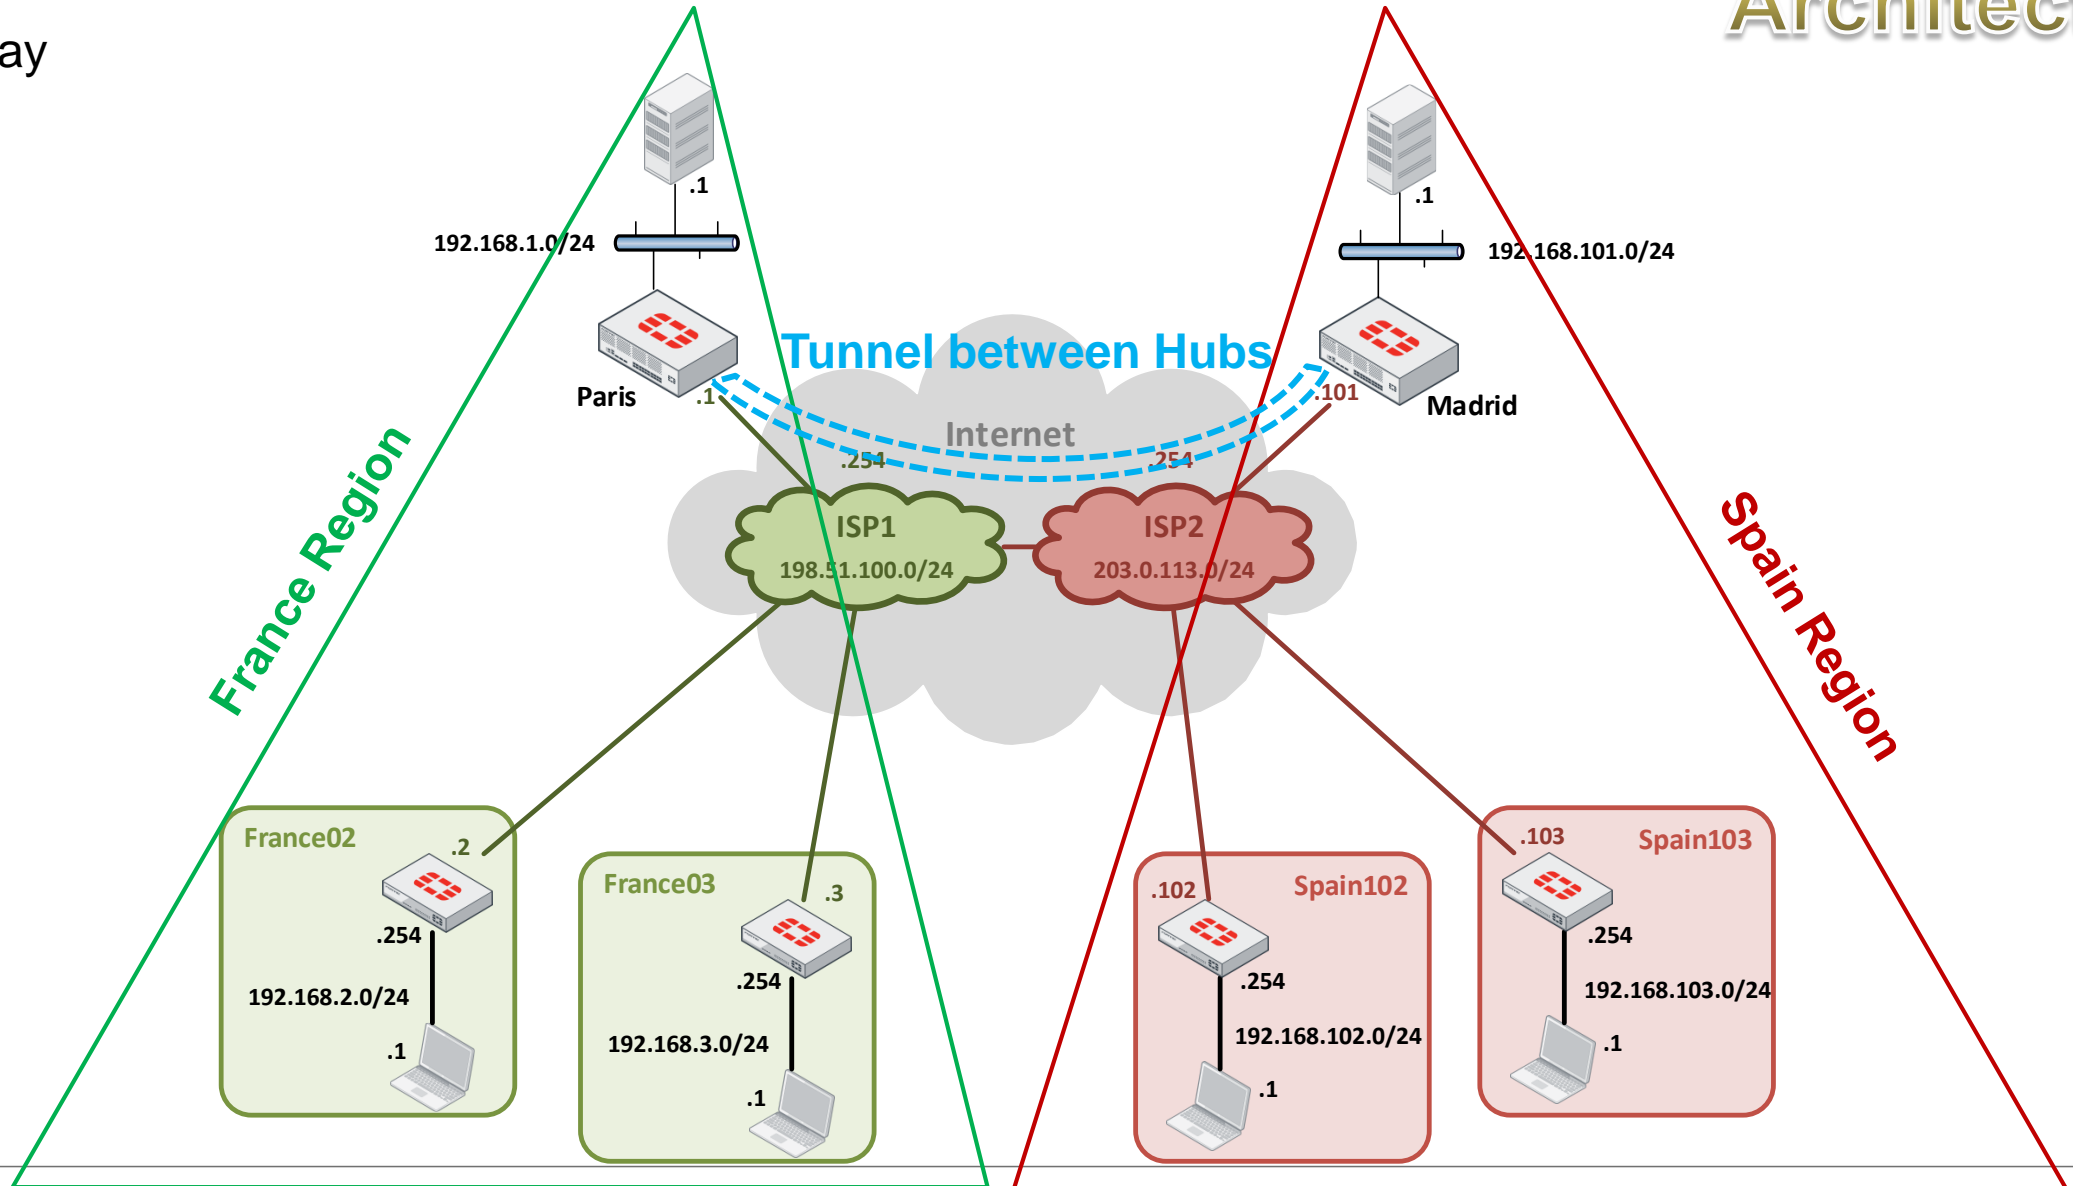 ay
.1
192.168.1.0/24
.1
192.168.101.0/24
Tunnel between Hubs
Paris
.1
.101
Madrid
Internet
.254
.254
ISP1
198.51.100.0/24
ISP2
203.0.113.0/24
France Region
Spain Region
France02
.2
.254
192.168.2.0/24
.1
France03
.3
.254
192.168.3.0/24
.1
Spain102
.102
.254
192.168.102.0/24
.1
Spain103
.103
.254
192.168.103.0/24
.1